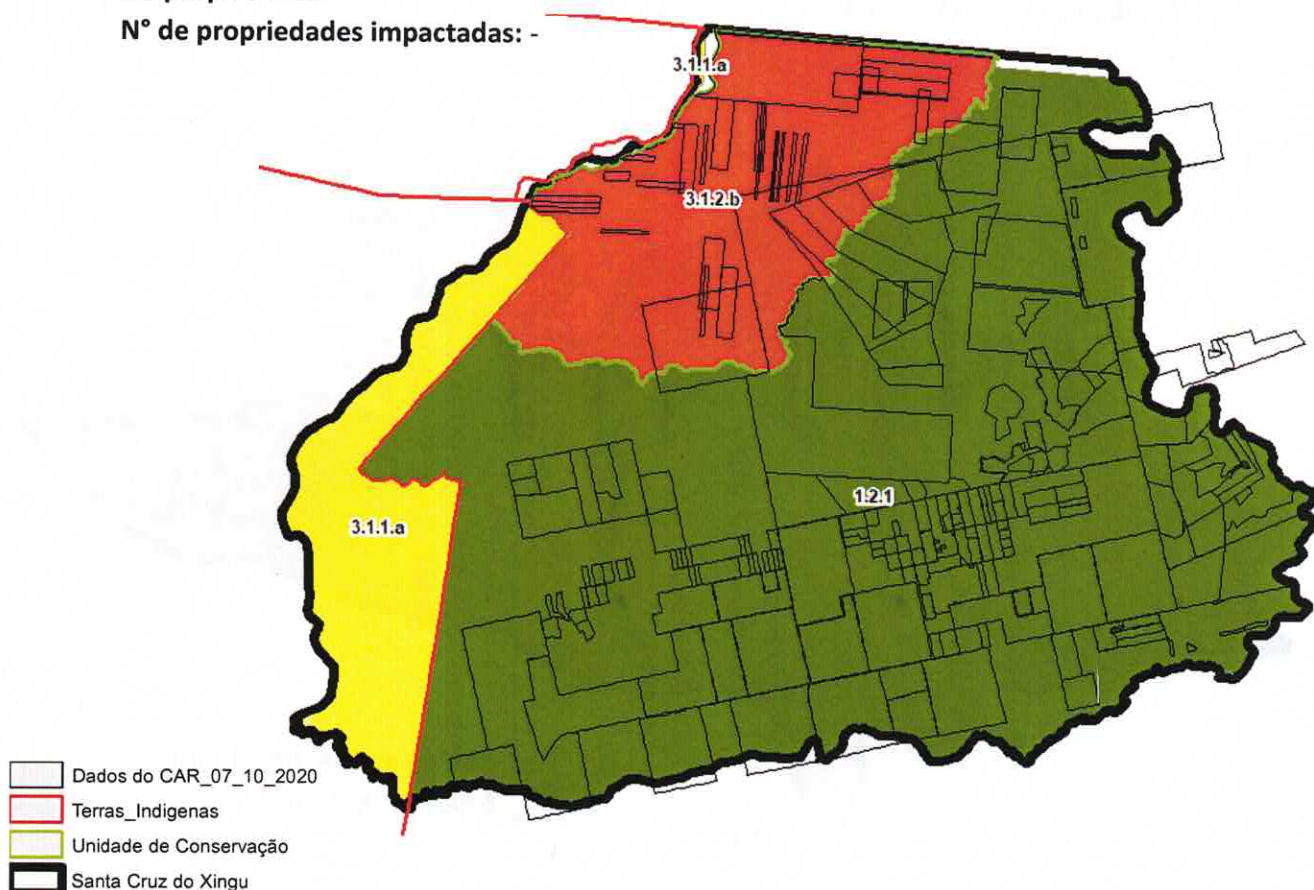 N° de propriedades impactadas: -
3.1.1.a
3.1.2.b
1.2.1
3.1.1.a
Dados do CAR_07_10_2020
Terras_Indigenas
Unidade de Conservação
Santa Cruz do Xingu